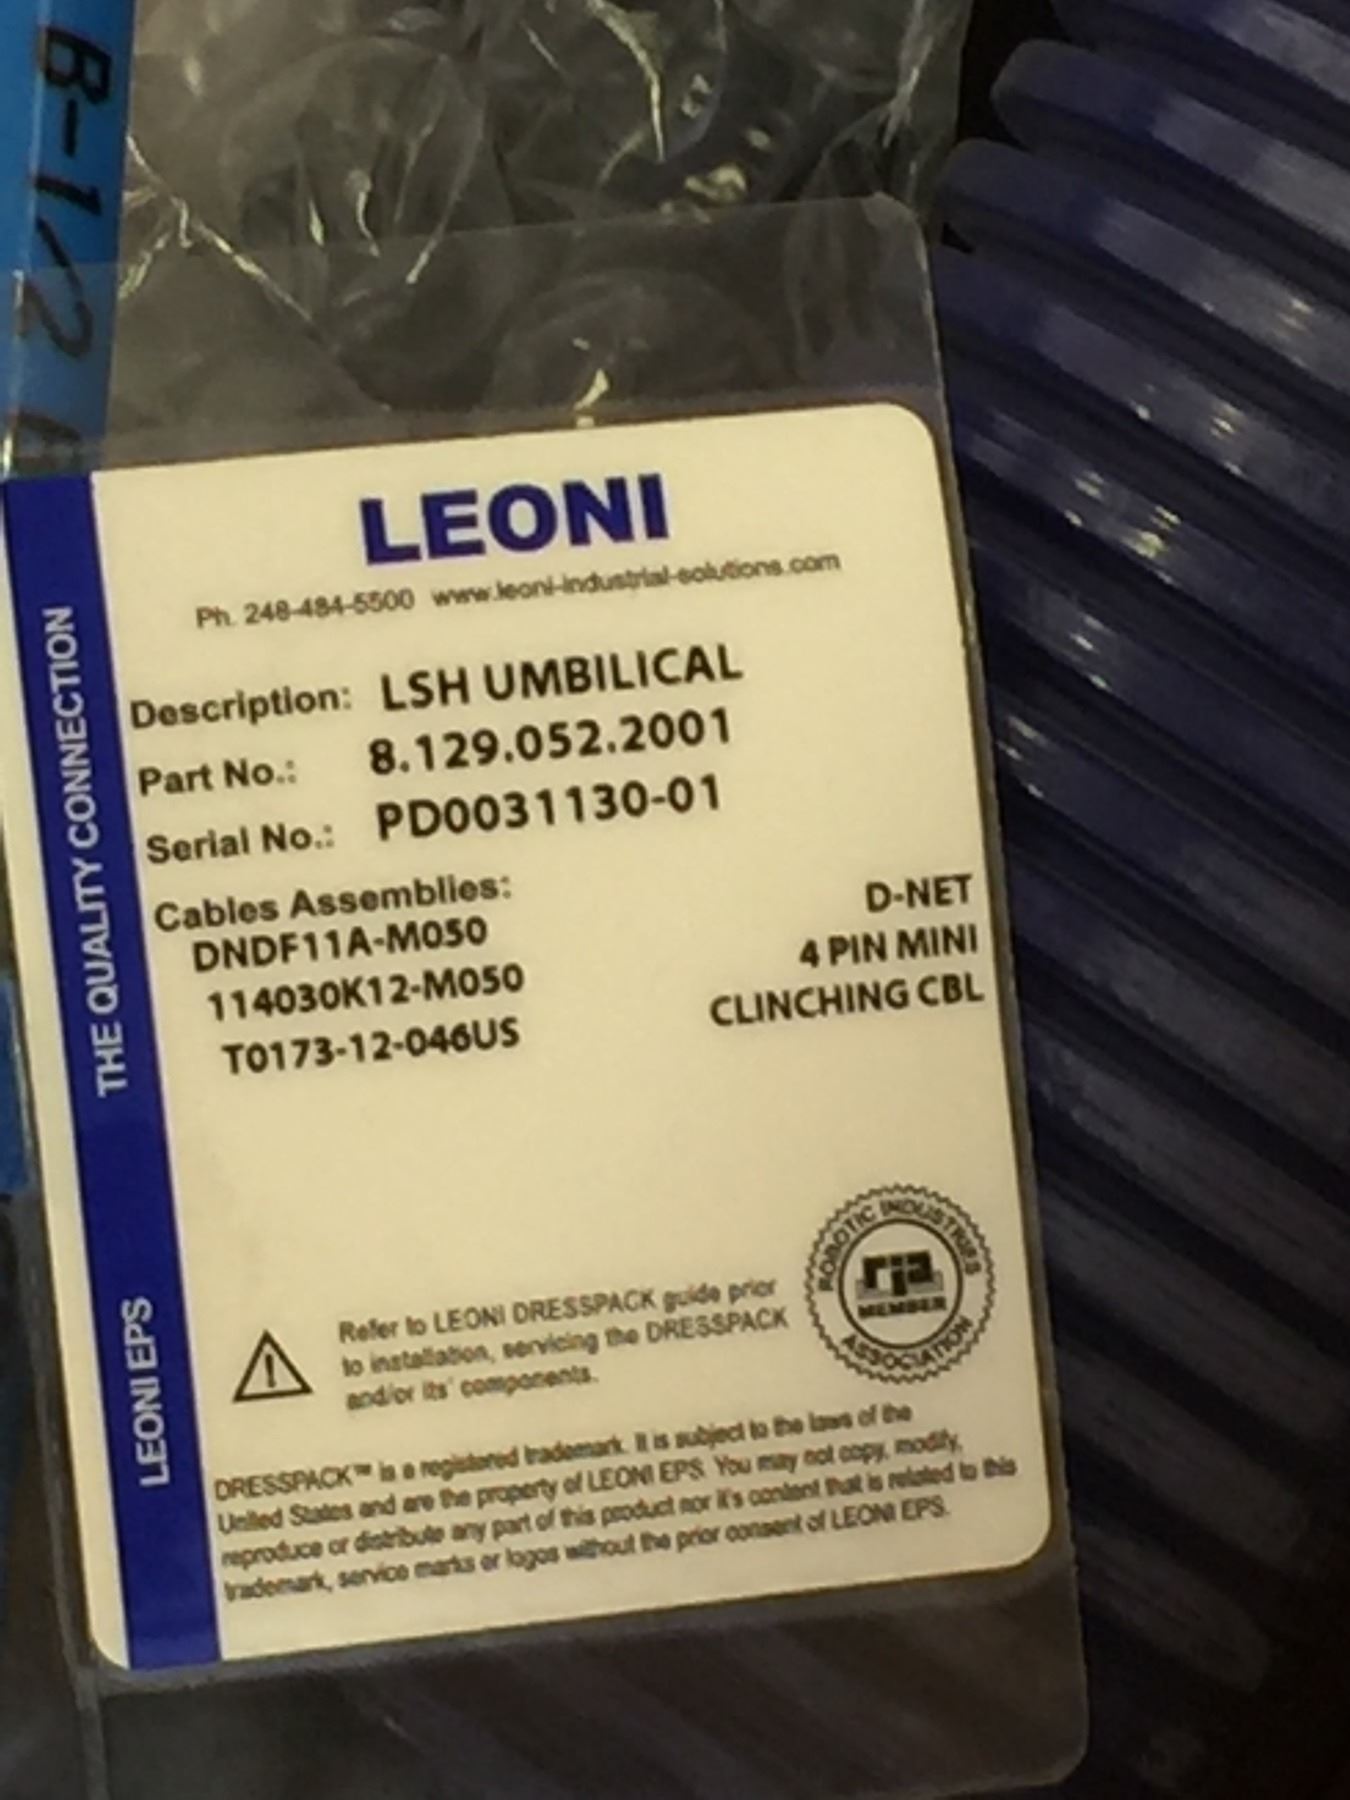 B-1/2
LEONI
Ph. 248-484-5500 www.leoni-industrial-solutions.com
Description: LSH UMBILICAL
Part No.: 8.129.052.2001
Serial No.: PD0031130-01
Cables Assemblies:
DNDF11A-M050 D-NET
114030K12-M050 4 PIN MINI
T0173-12-046US CLINCHING CBL
THE QUALITY CONNECTION
LEONI EPS
Refer to LEONI DRESSPACK guide prior
to installation, servicing the DRESSPACK
and/or its' components.
ROBOTIC INDUSTRIES
ria
MEMBER
ASSOCIATION
DRESSPACK™ is a registered trademark. It is subject to the laws of the
United States and are the property of LEONI EPS. You may not copy, modify,
reproduce or distribute any part of this product nor it's content that is related to this
trademark, service marks or logos without the prior consent of LEONI EPS.